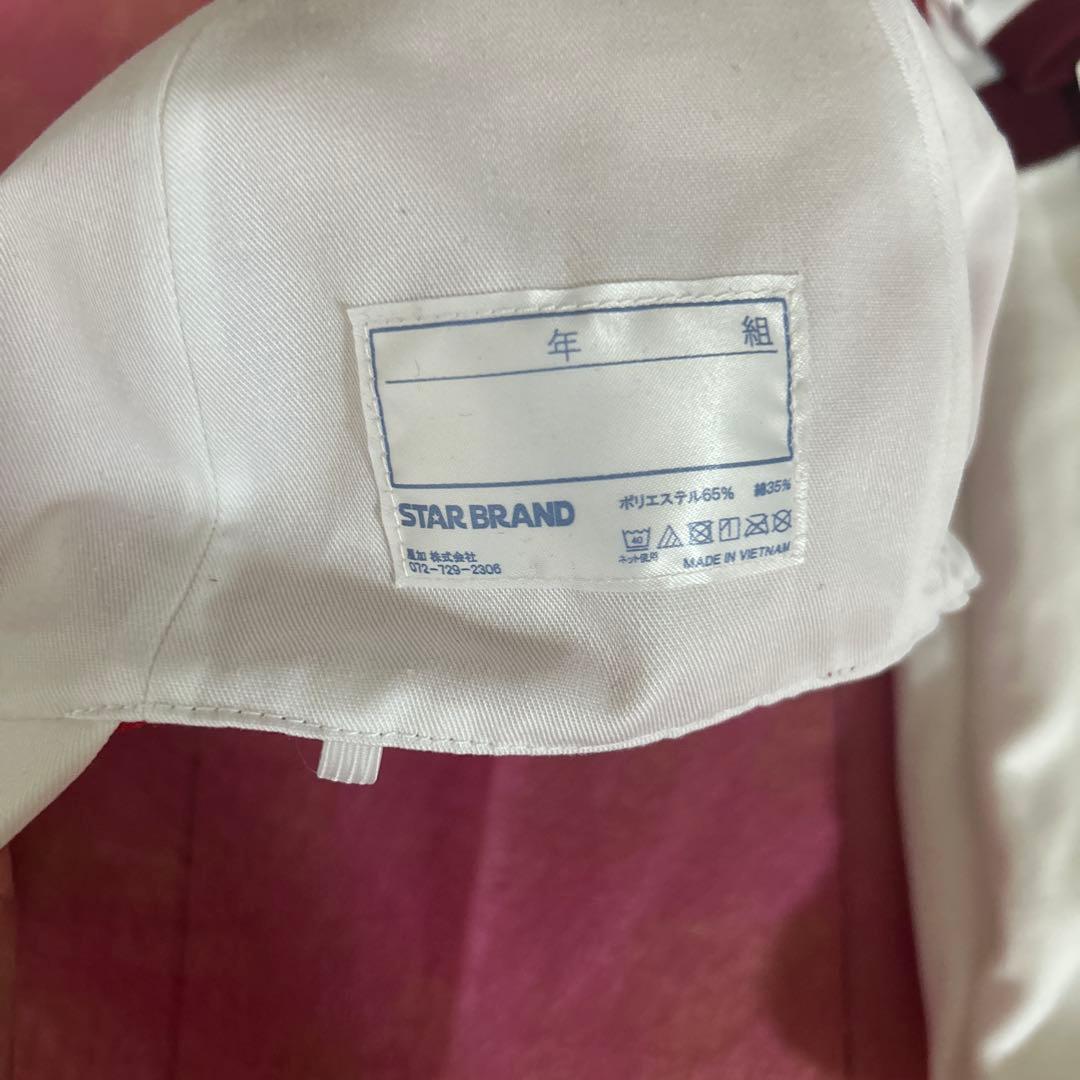 年 組
STAR BRAND
ポリエステル65% 綿35%
星加 株式会社
072-729-2306
40
ネット使用
MADE IN VIETNAM